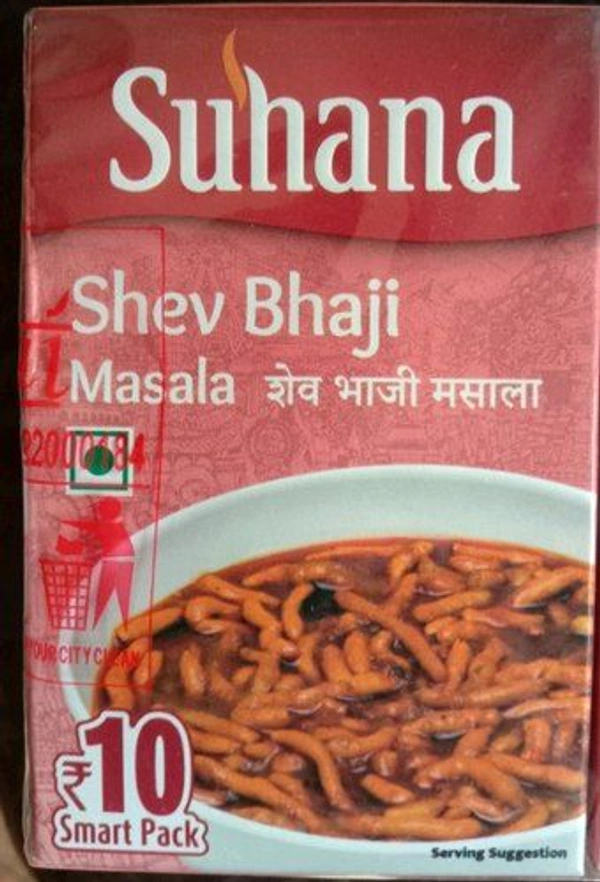 Suhana
Shev Bhaji
Masala शेव भाजी मसाला
YOUR CITY CLEAN
₹10
Smart Pack
Serving Suggestion